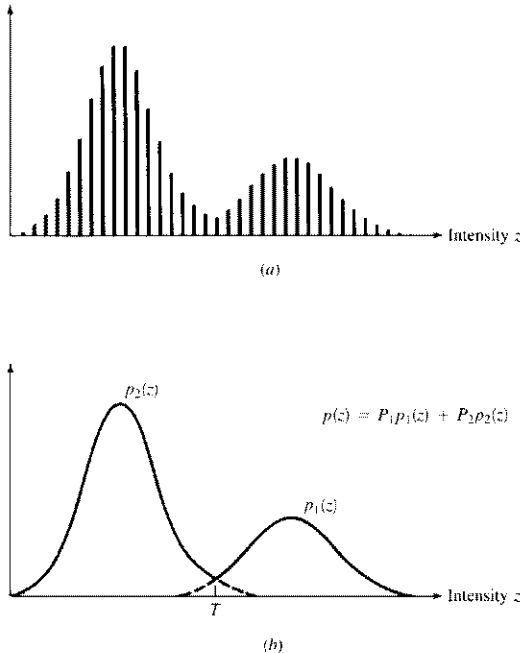 Intensity z
(a)
p₂(z)
p(z) = P₁p₁(z) + P₂p₂(z)
p₁(z)
T
Intensity z
(b)